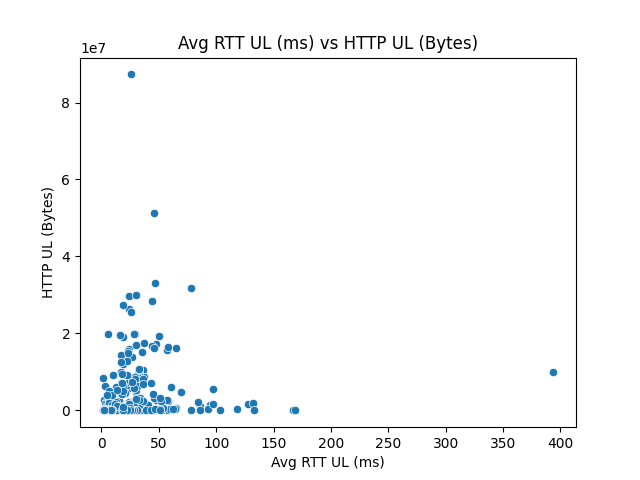 Avg RTT UL (ms) vs HTTP UL (Bytes)
1e7
8
6
4
2
0
HTTP UL (Bytes)
0 50 100 150 200 250 300 350 400
Avg RTT UL (ms)